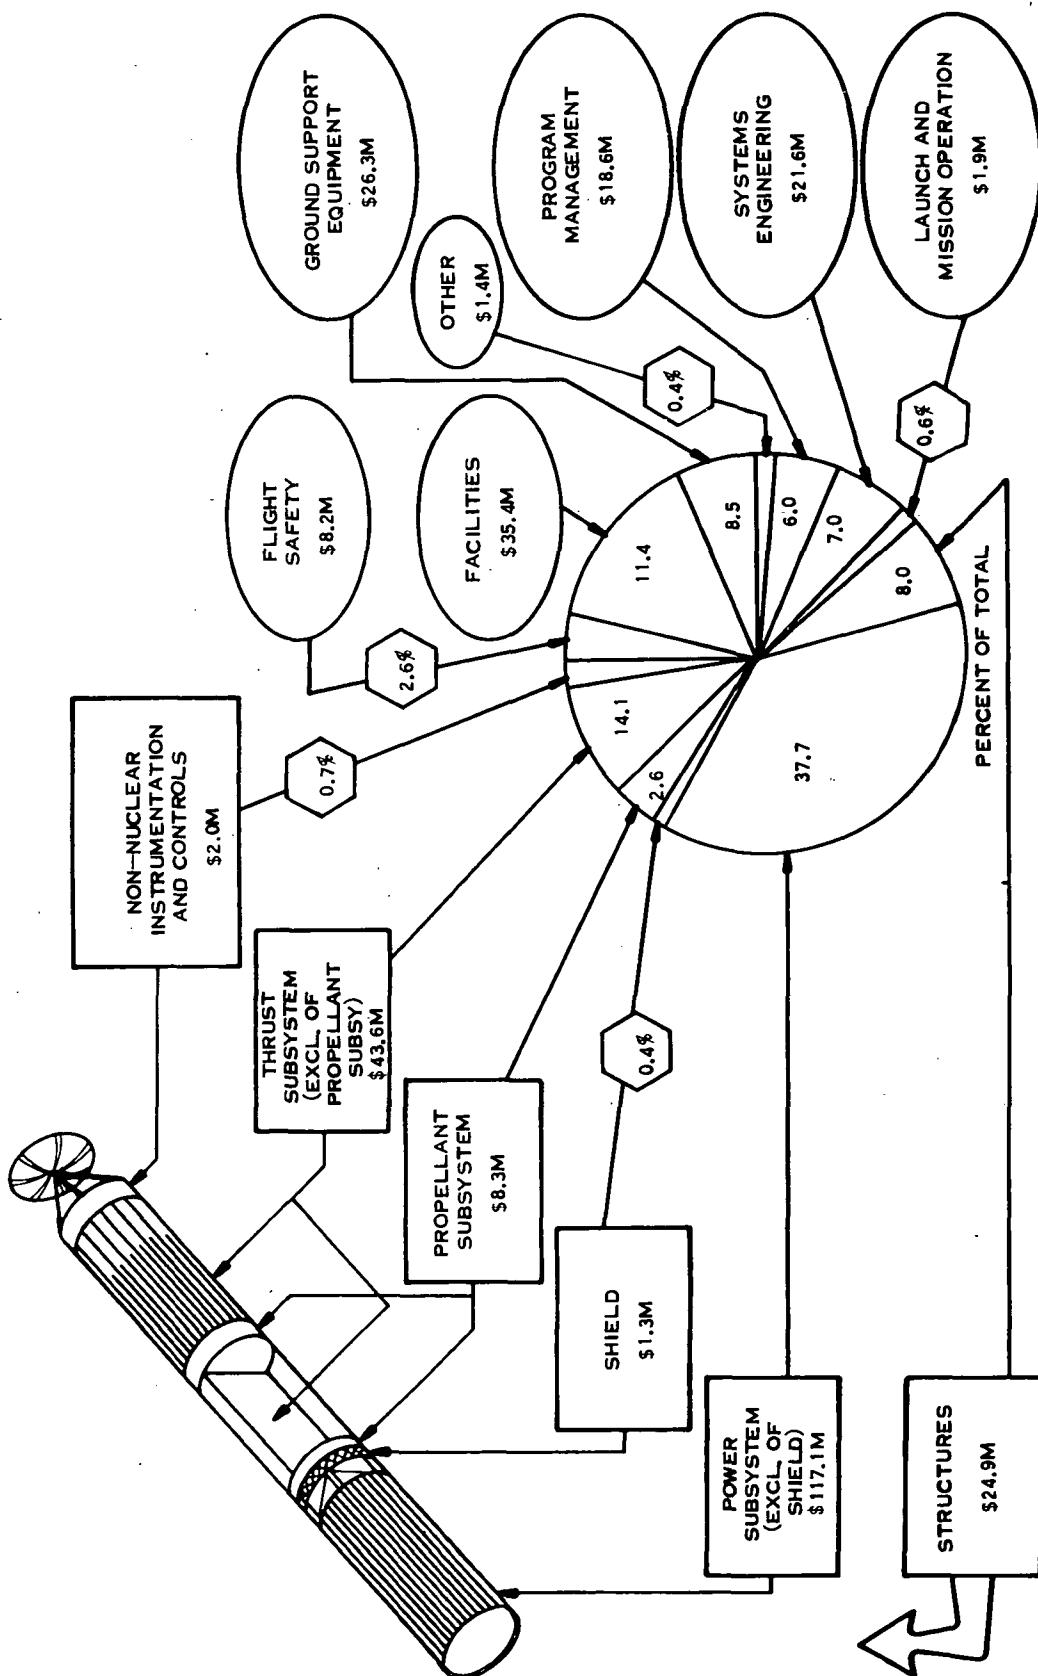 NON-NUCLEAR
INSTRUMENTATION
AND CONTROLS
$2.0M
0.7%
THRUST
SUBSYSTEM
(EXCL. OF
PROPELLANT
SUBSY)
$43.6M
PROPELLANT
SUBSYSTEM
$8.3M
SHIELD
$1.3M
0.4%
POWER
SUBSYSTEM
(EXCL. OF
SHIELD)
$117.1M
STRUCTURES
$24.9M
FLIGHT
SAFETY
$8.2M
2.6%
FACILITIES
$35.4M
GROUND SUPPORT
EQUIPMENT
$26.3M
OTHER
$1.4M
0.4%
PROGRAM
MANAGEMENT
$18.6M
SYSTEMS
ENGINEERING
$21.6M
LAUNCH AND
MISSION OPERATION
$1.9M
0.6%
14.1
11.4
8.5
6.0
7.0
8.0
37.7
2.6
PERCENT OF TOTAL